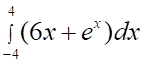 ∫₋₄⁴ (6x + eˣ)dx